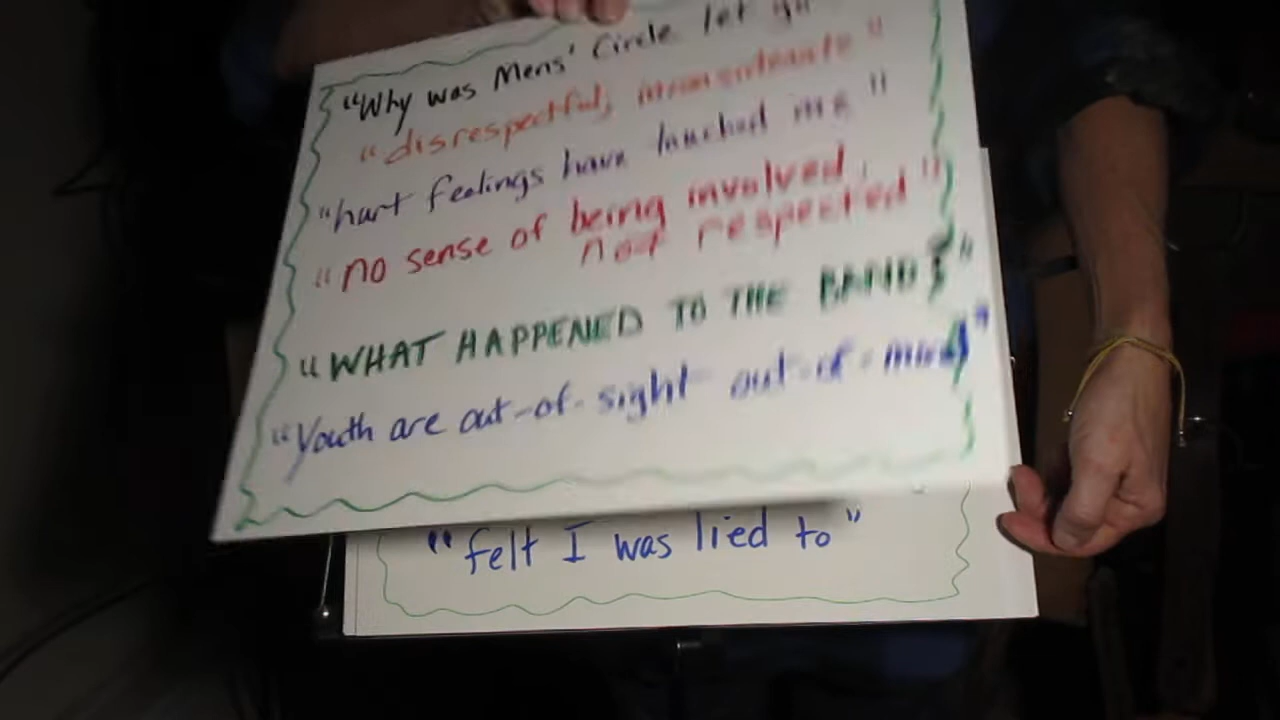 "Why was Mens' Circle let go"
"disrespectful, inconsiderate"
"hurt feelings have touched me"
"no sense of being involved,
not respected"
"WHAT HAPPENED TO THE BAND?"
"Youth are out-of-sight out-of-mind"
"felt I was lied to"